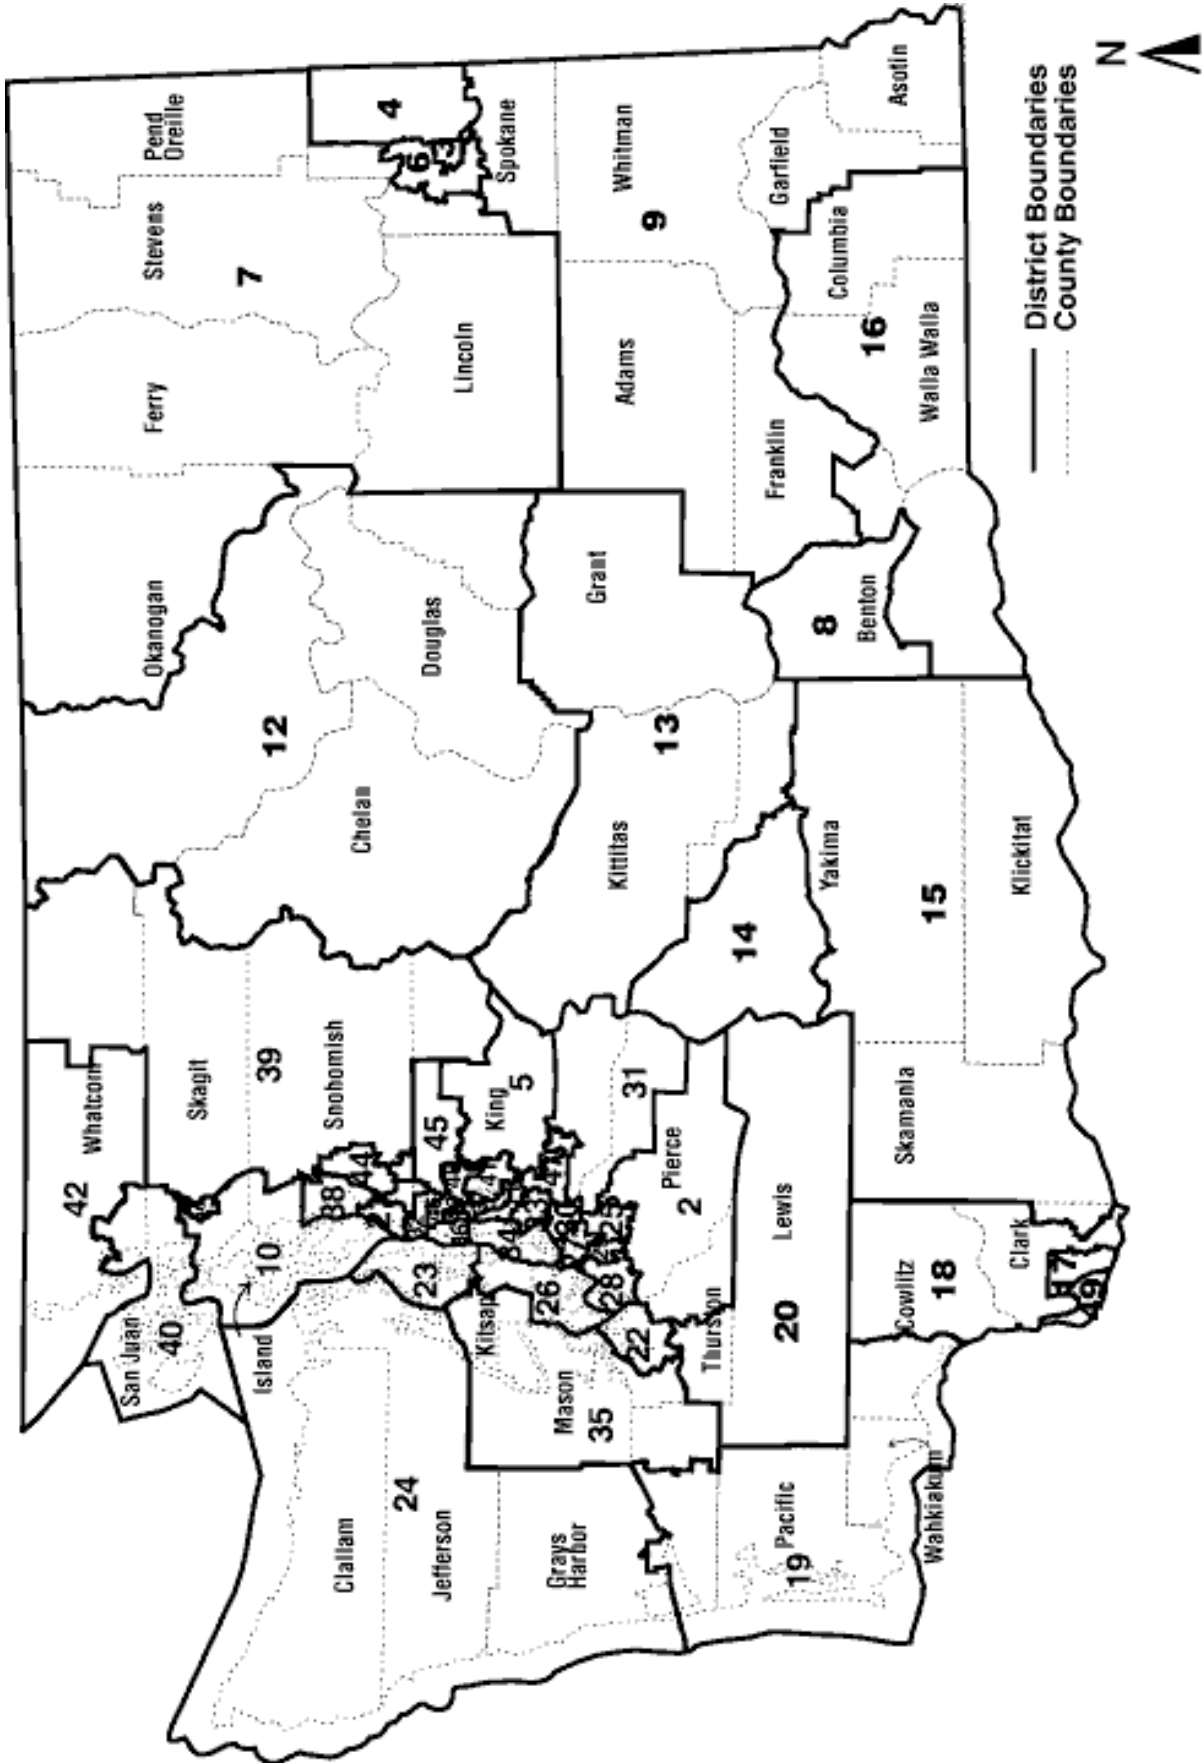 Whatcom
42
San Juan
40
Skagit
Okanogan
Ferry
Stevens
Pend
Oreille
7
12
39
10
Island
Snohomish
38
44
Chelan
Douglas
Lincoln
4
6
3
Spokane
Clallam
24
Jefferson
23
Kitsap
45
King
5
26
Mason
35
Grays
Harbor
28
22
Kittitas
13
Grant
Adams
Whitman
9
31
Pierce
2
Thurston
14
Franklin
Garfield
Asotin
Columbia
16
Walla Walla
8
Benton
Yakima
15
Klickitat
Lewis
20
Pacific
19
Wahkiakum
Cowlitz
18
Clark
17
49
Skamania
District Boundaries
County Boundaries
N